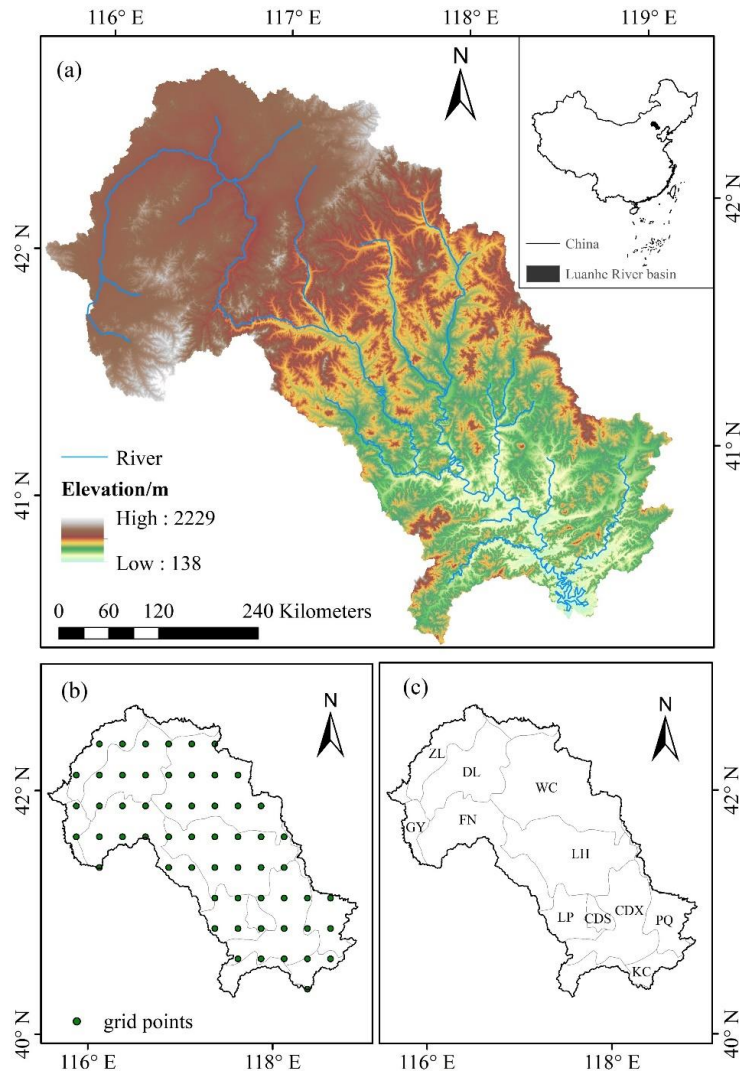 116° E 117° E 118° E 119° E
(a)
N
42° N
42° N
China
Luanhe River basin
41° N
41° N
River
Elevation/m
High : 2229
Low : 138
0 60 120 240 Kilometers
(b)
N
(c)
N
42° N
42° N
ZL
DL
WC
GY
FN
LH
LP
CDS
CDX
PQ
KC
grid points
40° N
40° N
116° E 118° E
116° E 118° E